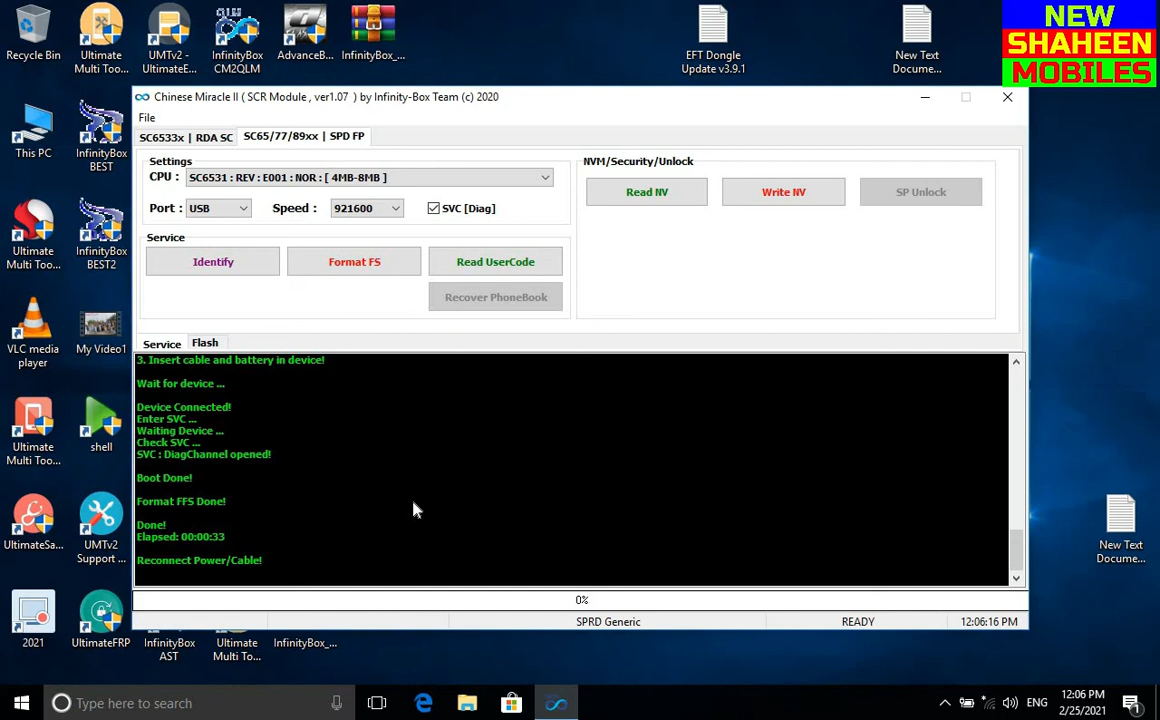 Recycle Bin
Ultimate
Multi Too...
UMTv2 -
UltimateE...
InfinityBox
CM2QLM
AdvanceB...
InfinityBox_...
EFT Dongle
Update v3.9.1
New Text
Docume...
NEW
SHAHEEN
MOBILES
Chinese Miracle II ( SCR Module , ver1.07 ) by Infinity-Box Team (c) 2020
File
SC6533x | RDA SC
SC65/77/89xx | SPD FP
Settings
CPU :
SC6531 : REV : E001 : NOR : [ 4MB-8MB ]
Port :
USB
Speed :
921600
SVC [Diag]
Service
Identify
Format FS
Read UserCode
Recover PhoneBook
NVM/Security/Unlock
Read NV
Write NV
SP Unlock
Service
Flash
3. Insert cable and battery in device!
Wait for device ...
Device Connected!
Enter SVC ...
Waiting Device ...
Check SVC ...
SVC : DiagChannel opened!
Boot Done!
Format FFS Done!
Done!
Elapsed: 00:00:33
Reconnect Power/Cable!
0%
SPRD Generic
READY
12:06:16 PM
This PC
InfinityBox
BEST
Ultimate
Multi Too...
InfinityBox
BEST2
VLC media
player
My Video1
Ultimate
Multi Too...
shell
UltimateSa...
UMTv2
Support ...
2021
UltimateFRP
InfinityBox
AST
Ultimate
Multi To...
InfinityBox_...
New Text
Docume...
Type here to search
ENG
12:06 PM
2/25/2021
1